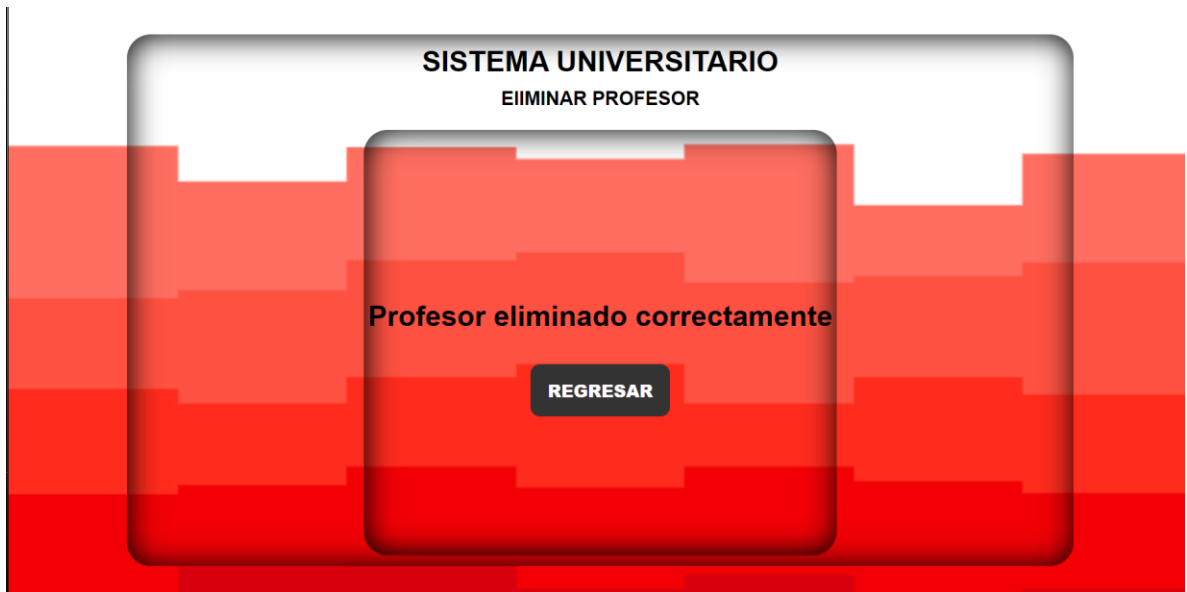 SISTEMA UNIVERSITARIO
EIIMINAR PROFESOR
Profesor eliminado correctamente
REGRESAR